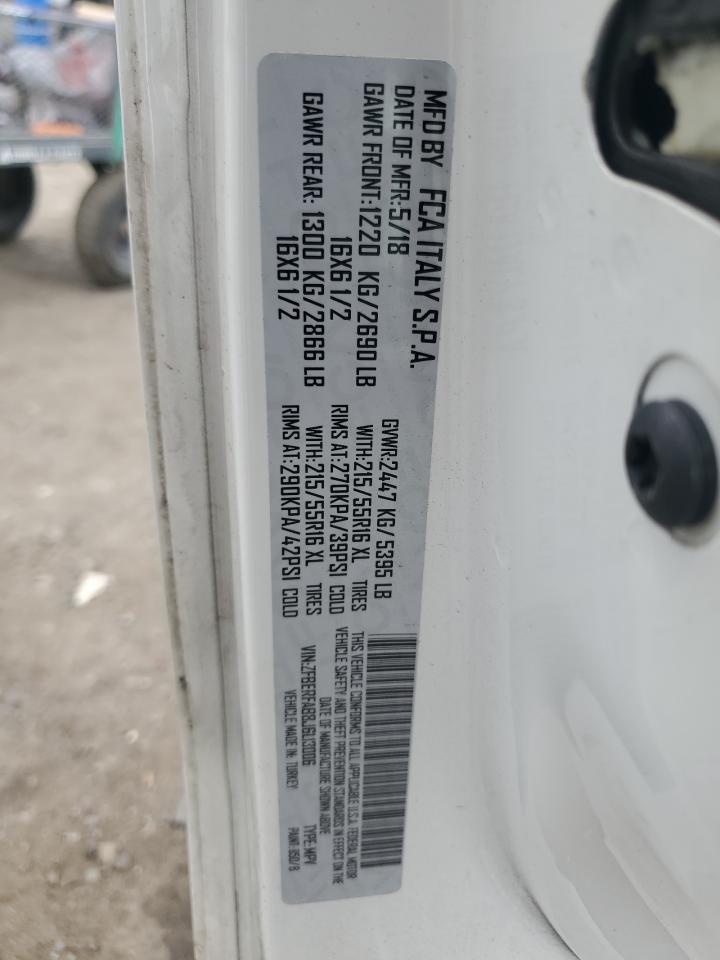 MFD BY FCA ITALY S.P.A.
DATE OF MFR:5/18 GVWR:2447 KG/5395 LB
GAWR FRONT:1220 KG/2690 LB WITH:215/55R16 XL TIRES
16X6 1/2 RIMS AT:270KPA/39PSI COLD
GAWR REAR: 1300 KG/2866 LB WITH:215/55R16 XL TIRES
16X6 1/2 RIMS AT:290KPA/42PSI COLD
THIS VEHICLE CONFORMS TO ALL APPLICABLE U.S.A. FEDERAL MOTOR
VEHICLE SAFETY AND THEFT PREVENTION STANDARDS IN EFFECT ON THE
DATE OF MANUFACTURE SHOWN ABOVE
VIN:ZFBERFAB8J6L13006 TYPE:MPV
VEHICLE MADE IN: TURKEY PAINT: